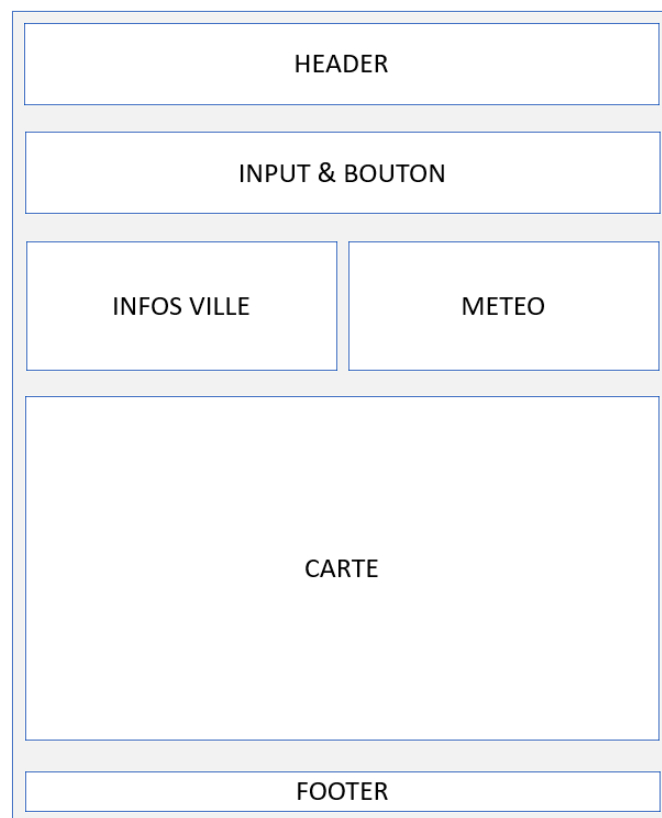 HEADER
INPUT & BOUTON
INFOS VILLE
METEO
CARTE
FOOTER